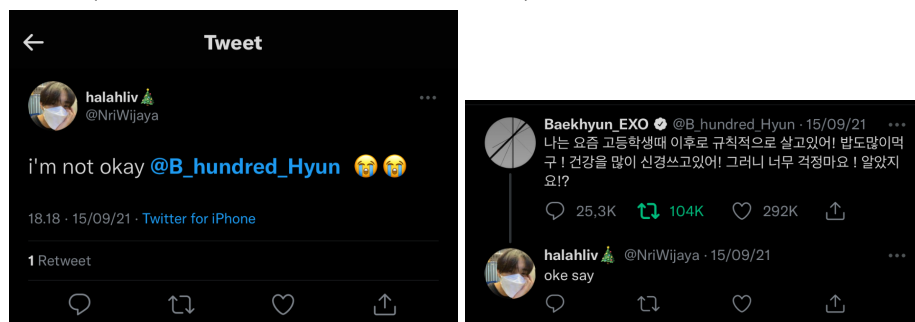 Tweet
halahliv🎄
@NriWijaya
i'm not okay @B_hundred_Hyun 😭😭
18.18 · 15/09/21 · Twitter for iPhone
1 Retweet
Baekhyun_EXO @B_hundred_Hyun · 15/09/21
나는 요즘 고등학생때 이후로 규칙적으로 살고있어! 밥도많이먹
구 ! 건강을 많이 신경쓰고있어! 그러니 너무 걱정마요 ! 알았지
요!?
25,3K 104K 292K
halahliv🎄 @NriWijaya · 15/09/21
oke say